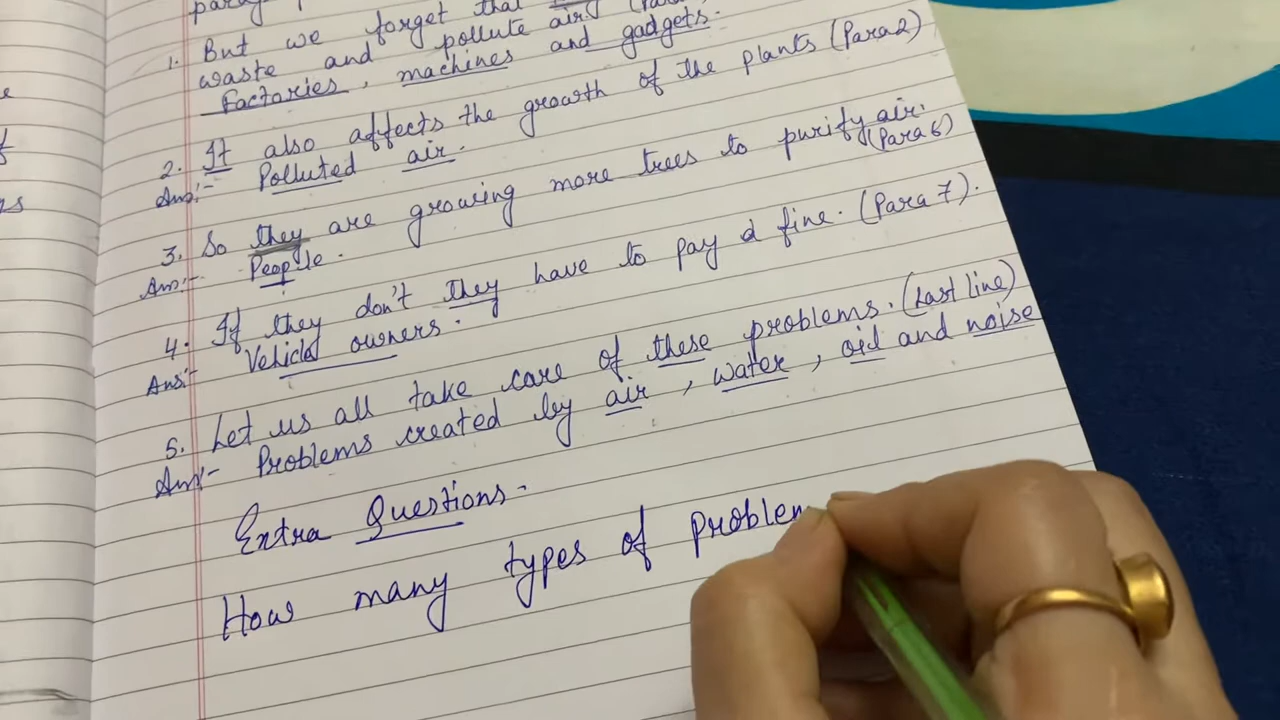 1. But we forget that
waste and pollute air
Factories, machines and gadgets.
2. It also affects the growth of the plants (Para 2)
Ans:- Polluted air.
3. So they are growing more trees to purify air.
(Para 6)
Ans:- People.
4. If they don't they have to pay a fine. (Para 7).
Ans:- Vehicle owners.
5. Let us all take care of these problems. (Last line)
Ans:- Problems created by air, water, oil and noise
Extra Questions.
How many types of problem